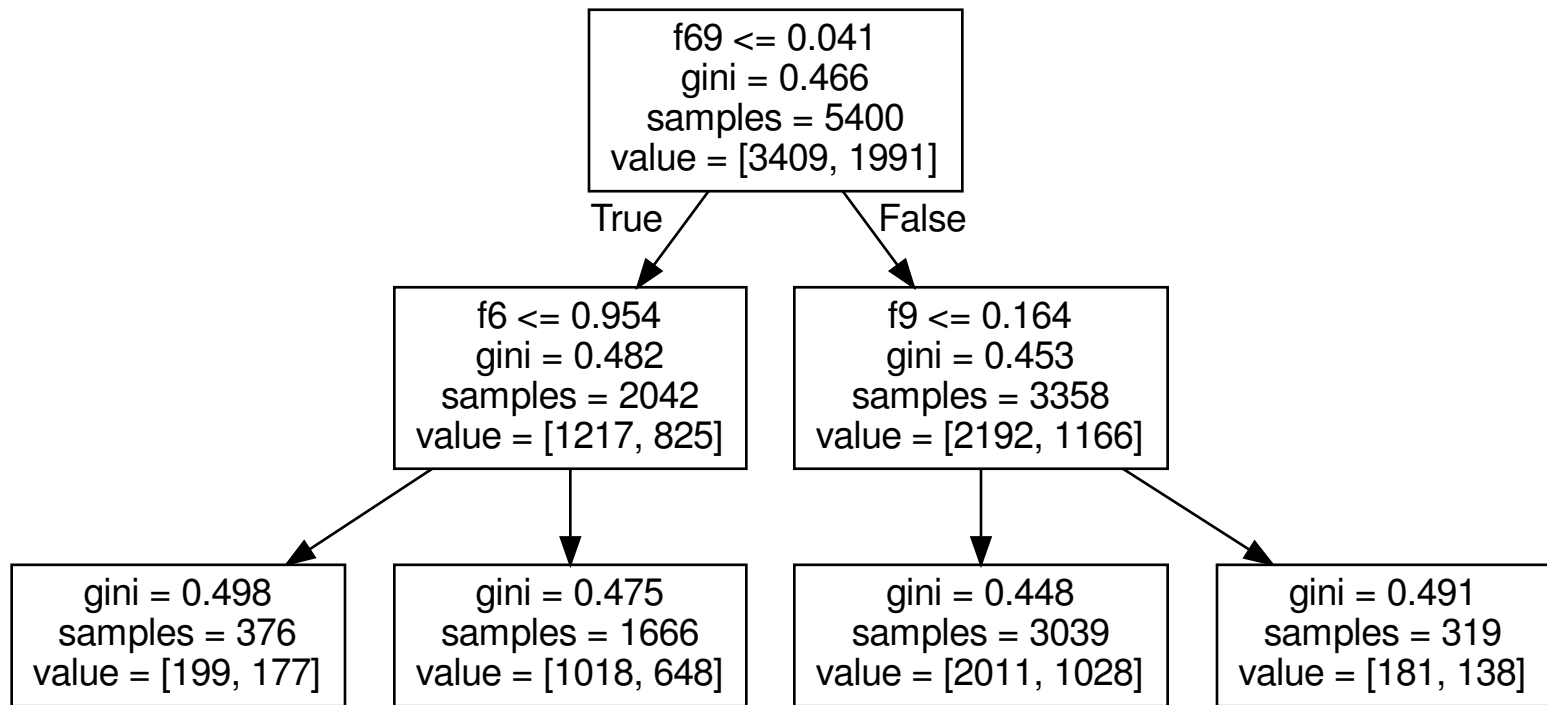 f69 <= 0.041
gini = 0.466
samples = 5400
value = [3409, 1991]
True
False
f6 <= 0.954
gini = 0.482
samples = 2042
value = [1217, 825]
f9 <= 0.164
gini = 0.453
samples = 3358
value = [2192, 1166]
gini = 0.498
samples = 376
value = [199, 177]
gini = 0.475
samples = 1666
value = [1018, 648]
gini = 0.448
samples = 3039
value = [2011, 1028]
gini = 0.491
samples = 319
value = [181, 138]